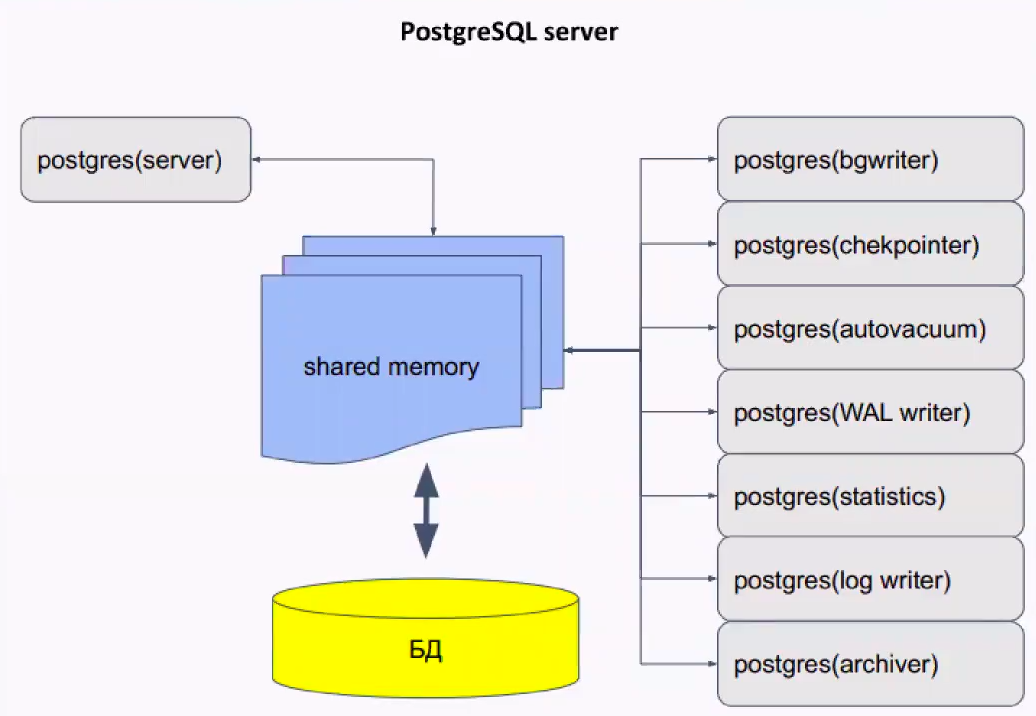 PostgreSQL server
postgres(server)
postgres(bgwriter)
postgres(chekpointer)
postgres(autovacuum)
shared memory
postgres(WAL writer)
postgres(statistics)
postgres(log writer)
БД
postgres(archiver)